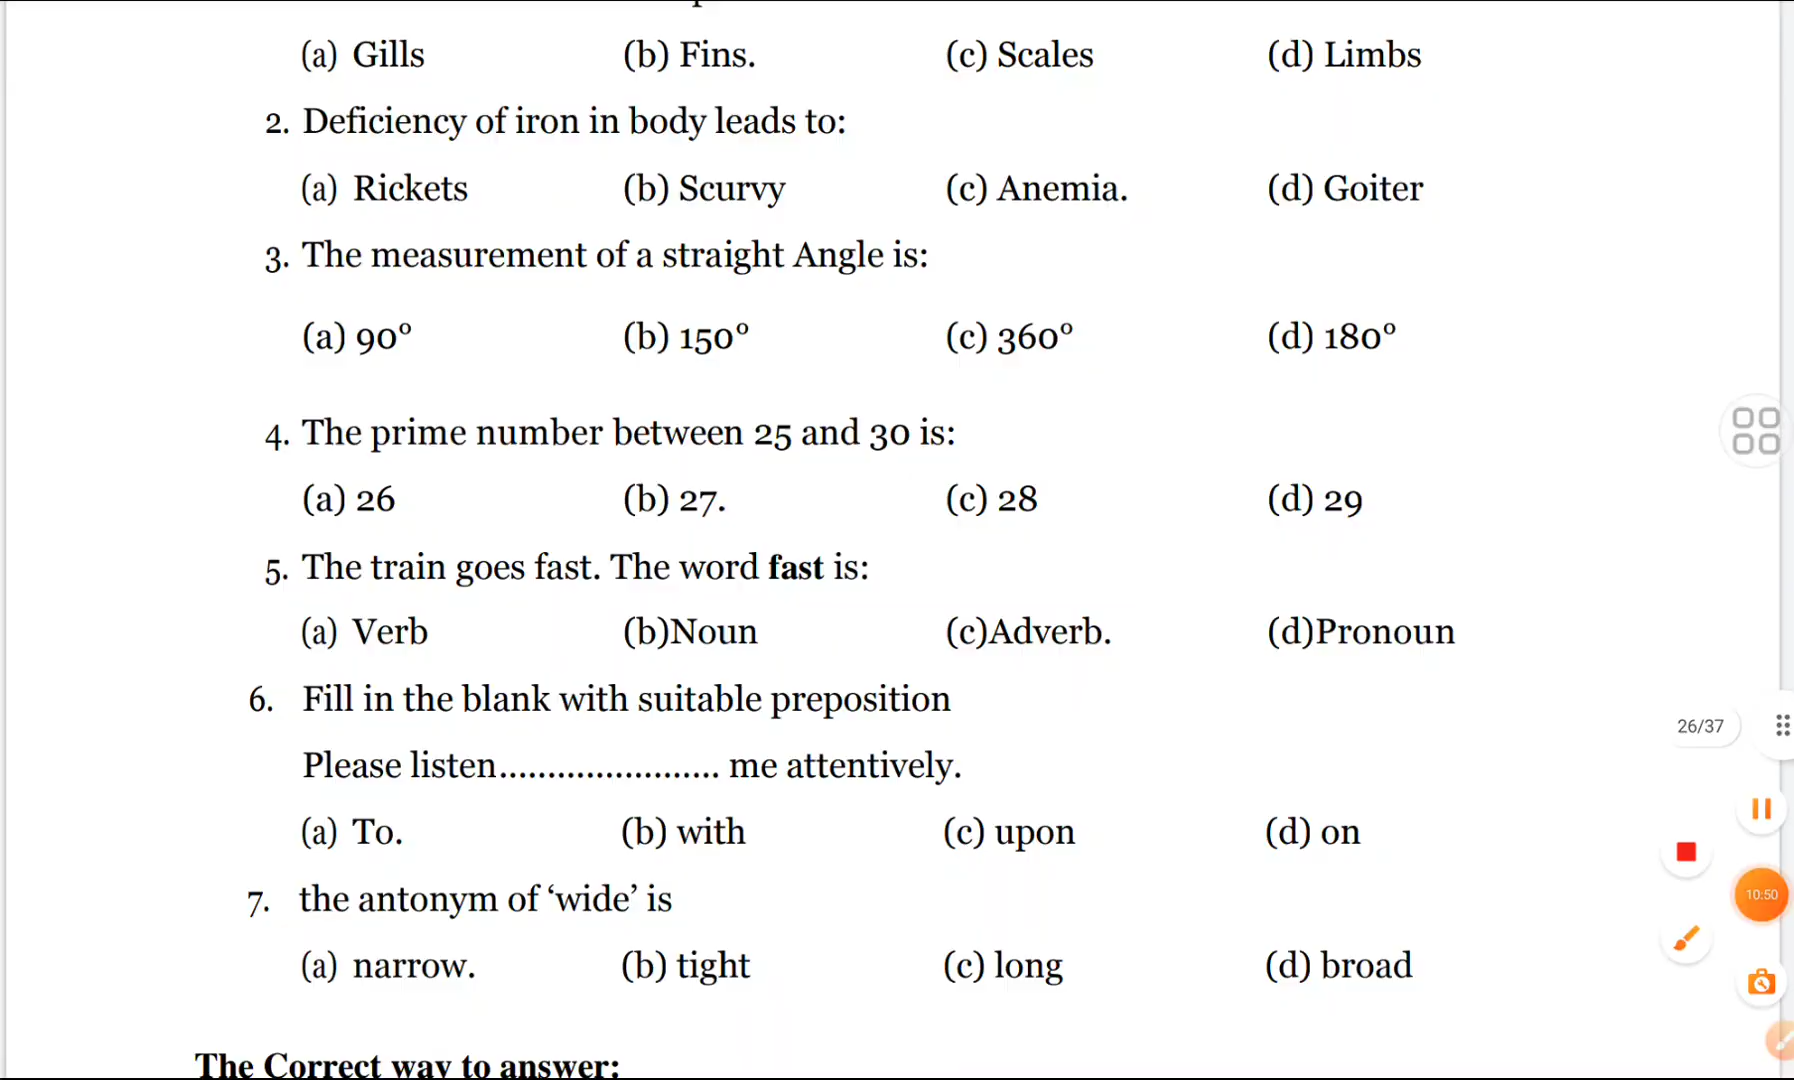 (a) Gills (b) Fins. (c) Scales (d) Limbs
2. Deficiency of iron in body leads to:
(a) Rickets (b) Scurvy (c) Anemia. (d) Goiter
3. The measurement of a straight Angle is:
(a) 90° (b) 150° (c) 360° (d) 180°
4. The prime number between 25 and 30 is:
(a) 26 (b) 27. (c) 28 (d) 29
5. The train goes fast. The word fast is:
(a) Verb (b)Noun (c)Adverb. (d)Pronoun
6. Fill in the blank with suitable preposition
26/37
Please listen....................... me attentively.
(a) To. (b) with (c) upon (d) on
7. the antonym of ‘wide’ is
10:50
(a) narrow. (b) tight (c) long (d) broad
The Correct way to answer: